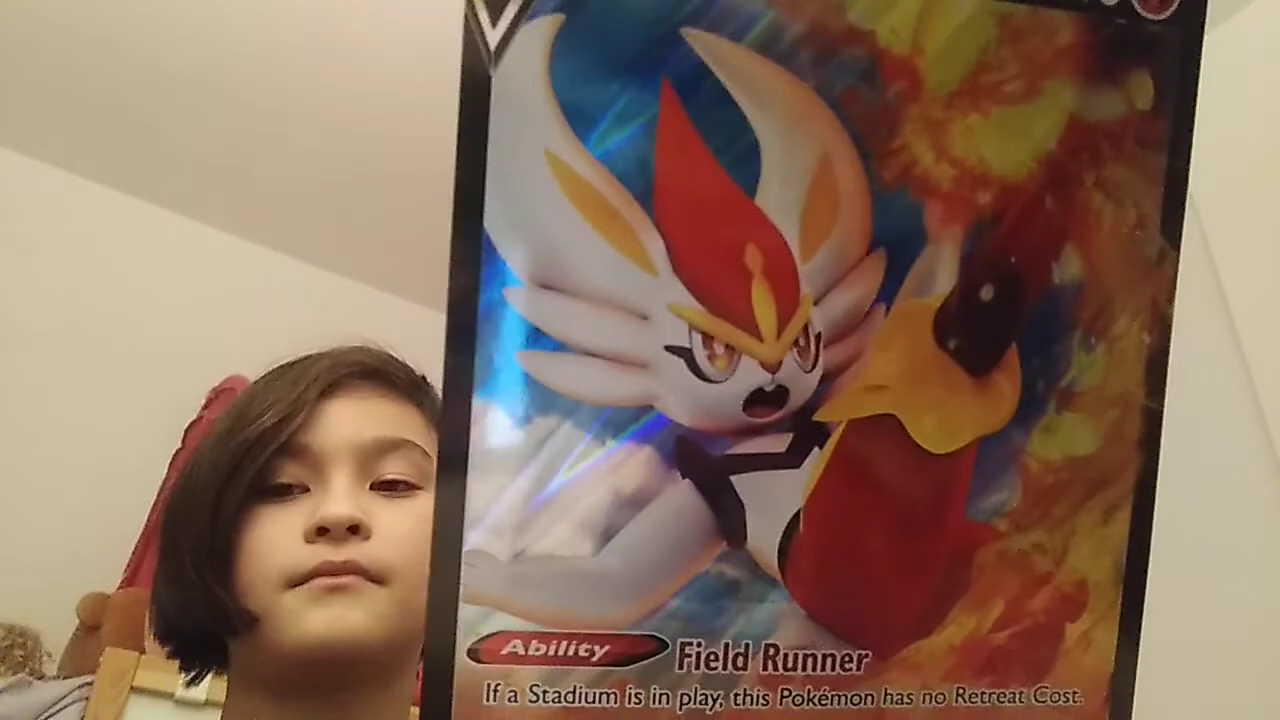 Ability Field Runner
If a Stadium is in play, this Pokémon has no Retreat Cost.